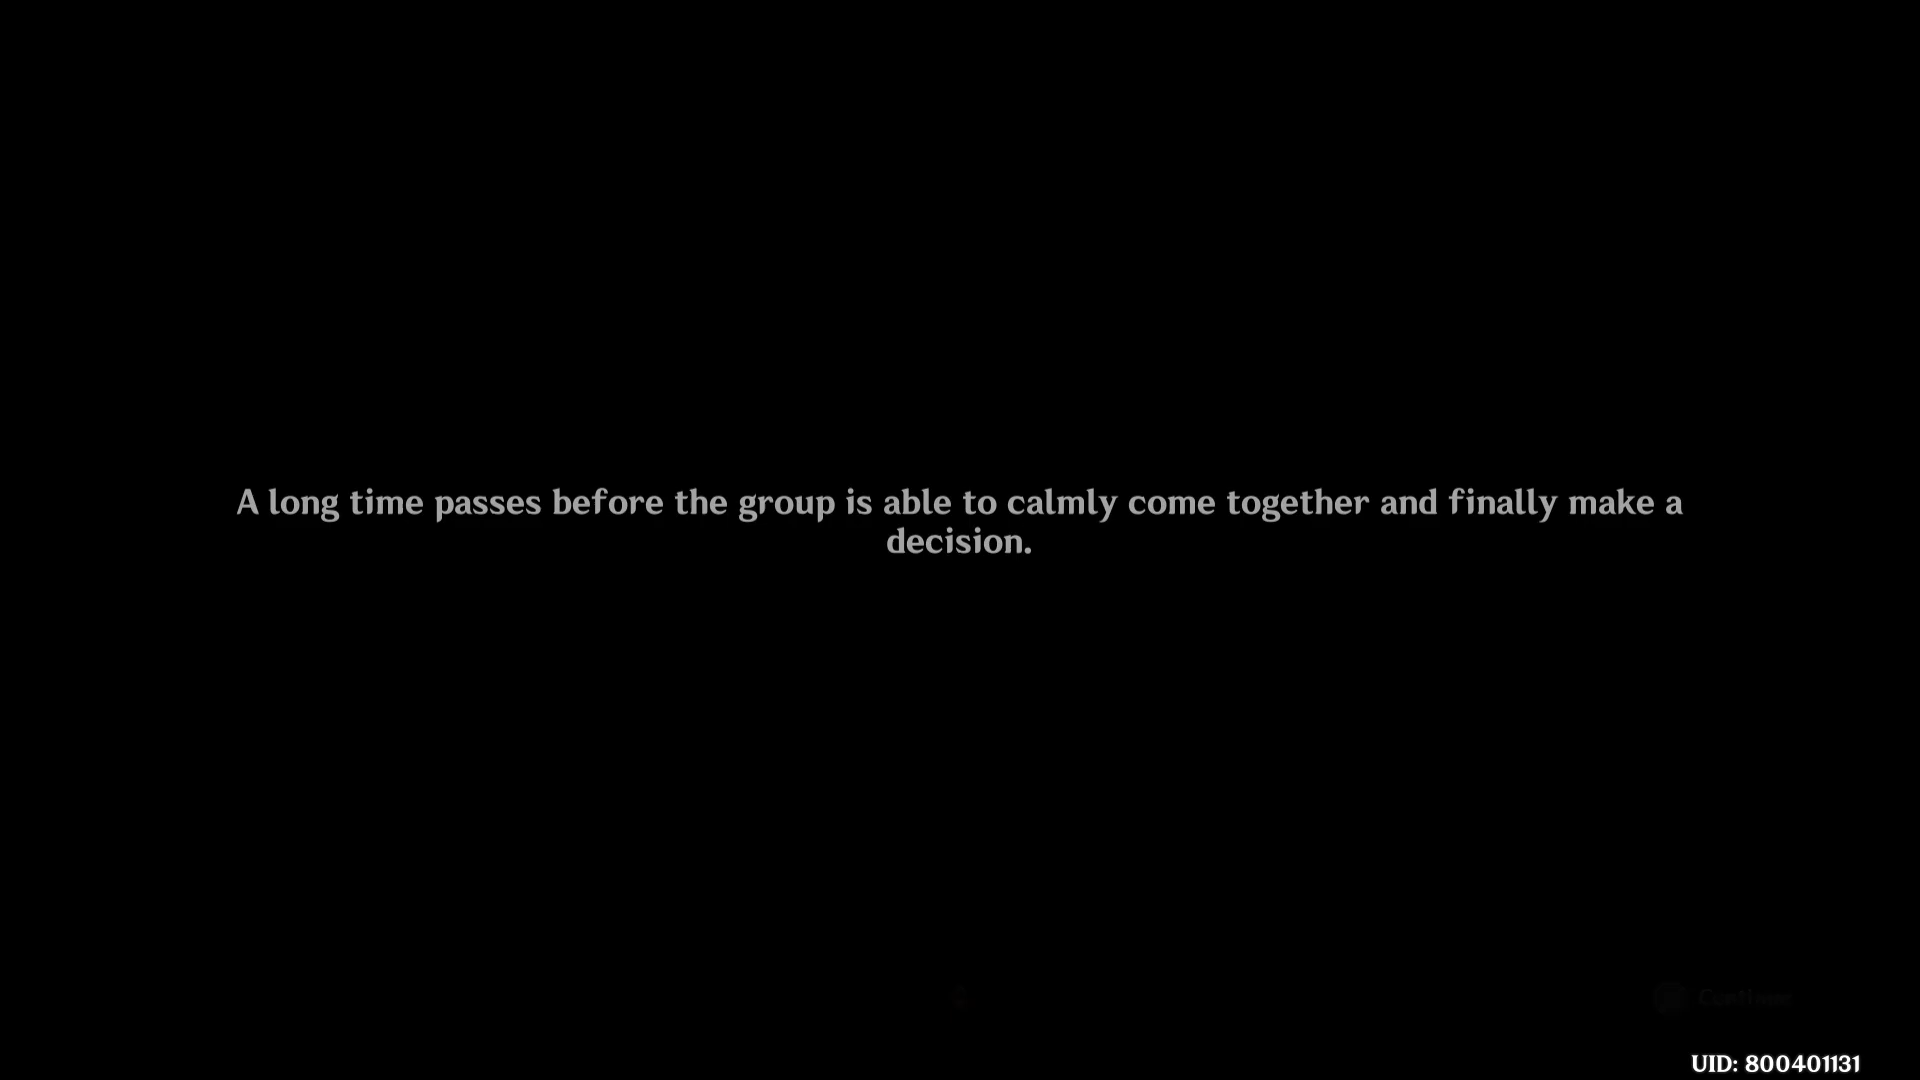 A long time passes before the group is able to calmly come together and finally make a
decision.
UID: 800401131